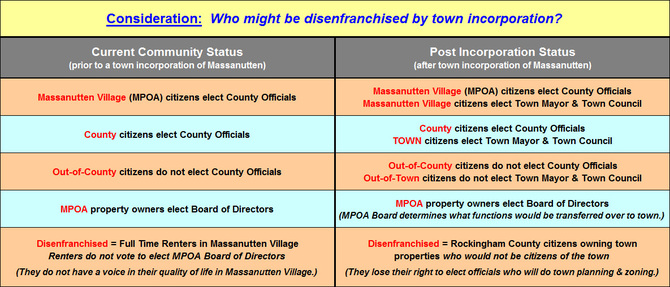 Consideration: Who might be disenfranchised by town incorporation?
Current Community Status
(prior to a town incorporation of Massanutten)
Post Incorporation Status
(after town incorporation of Massanutten)
Massanutten Village (MPOA) citizens elect County Officials
Massanutten Village (MPOA) citizens elect County Officials
Massanutten Village citizens elect Town Mayor & Town Council
County citizens elect County Officials
County citizens elect County Officials
TOWN citizens elect Town Mayor & Town Council
Out-of-County citizens do not elect County Officials
Out-of-County citizens do not elect County Officials
Out-of-Town citizens do not elect Town Mayor & Town Council
MPOA property owners elect Board of Directors
MPOA property owners elect Board of Directors
(MPOA Board determines what functions would be transferred over to town.)
Disenfranchised = Full Time Renters in Massanutten Village
Renters do not vote to elect MPOA Board of Directors
(They do not have a voice in their quality of life in Massanutten Village.)
Disenfranchised = Rockingham County citizens owning town
properties who would not be citizens of the town
(They lose their right to elect officials who will do town planning & zoning.)